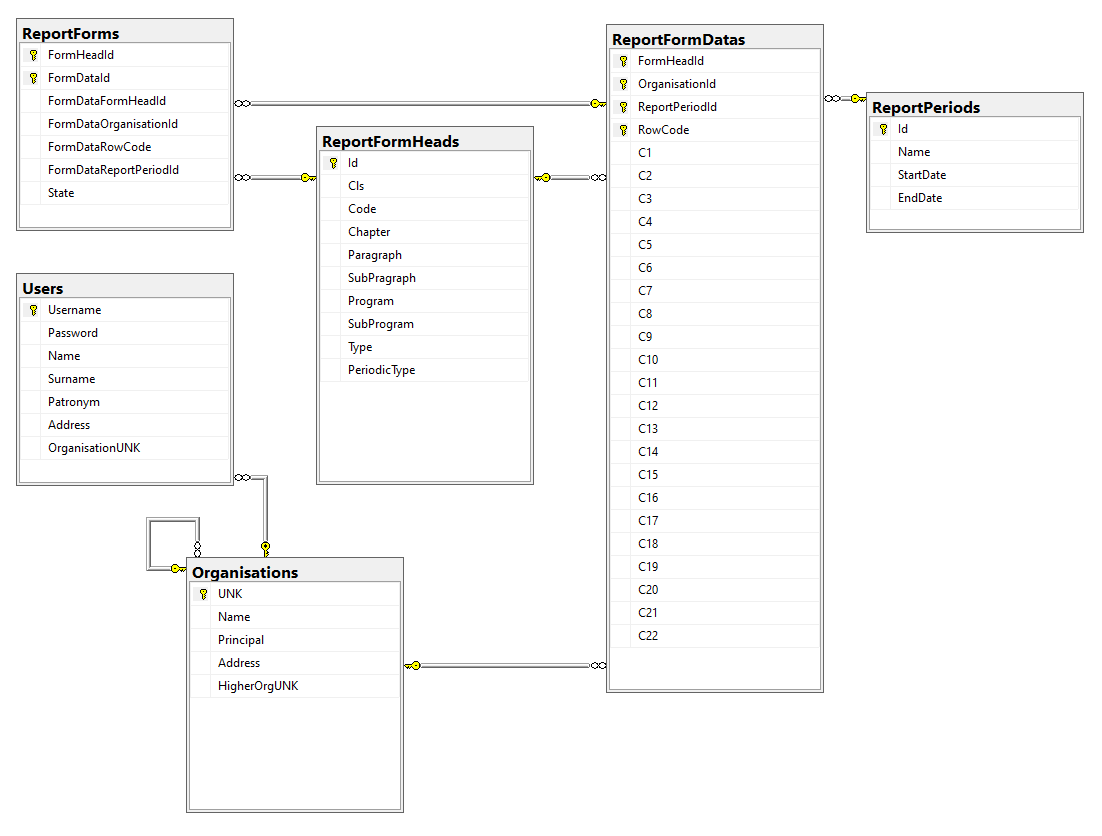 ReportForms
FormHeadId
FormDataId
FormDataFormHeadId
FormDataOrganisationId
FormDataRowCode
FormDataReportPeriodId
State
ReportFormHeads
Id
Cls
Code
Chapter
Paragraph
SubPragraph
Program
SubProgram
Type
PeriodicType
ReportFormDatas
FormHeadId
OrganisationId
ReportPeriodId
RowCode
C1
C2
C3
C4
C5
C6
C7
C8
C9
C10
C11
C12
C13
C14
C15
C16
C17
C18
C19
C20
C21
C22
ReportPeriods
Id
Name
StartDate
EndDate
Users
Username
Password
Name
Surname
Patronym
Address
OrganisationUNK
Organisations
UNK
Name
Principal
Address
HigherOrgUNK